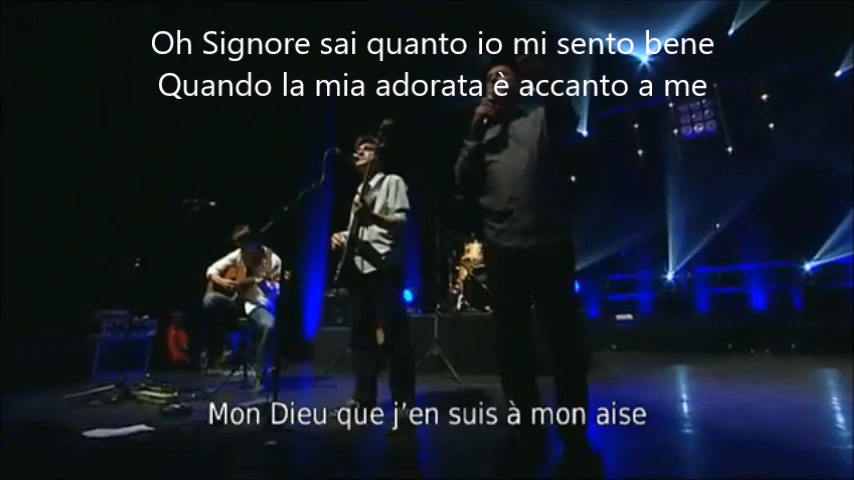 Oh Signore sai quanto io mi sento bene
Quando la mia adorata è accanto a me
Mon Dieu que j'en suis à mon aise